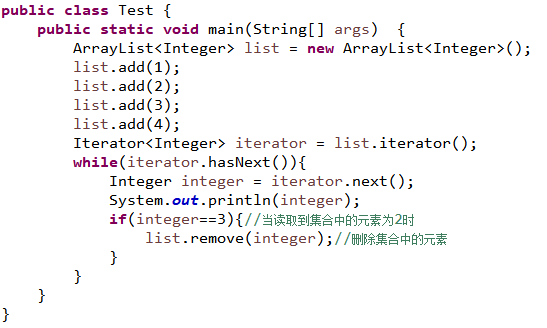 public class Test {
public static void main(String[] args)  {
ArrayList<Integer> list = new ArrayList<Integer>();
list.add(1);
list.add(2);
list.add(3);
list.add(4);
Iterator<Integer> iterator = list.iterator();
while(iterator.hasNext()){
Integer integer = iterator.next();
System.out.println(integer);
if(integer==3){//当读取到集合中的元素为2时
list.remove(integer);//删除集合中的元素
}
}
}
}